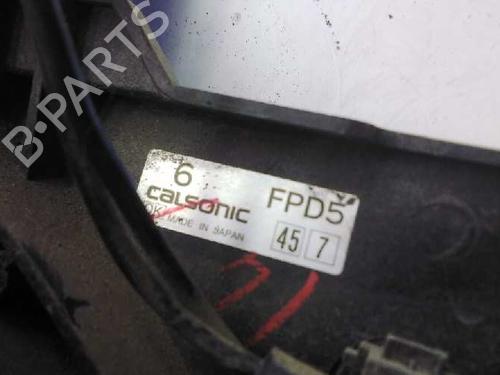 B-PARTS
6 FPD5
CALSONIC
MADE IN JAPAN 45 7